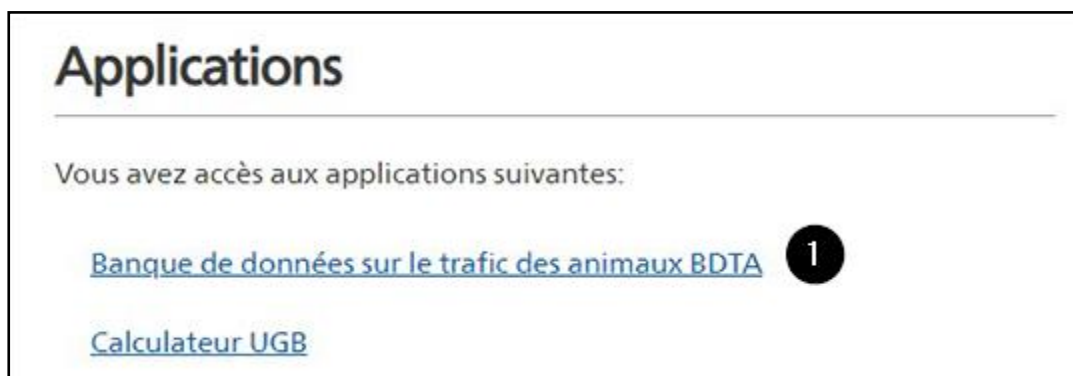 Applications
Vous avez accès aux applications suivantes:
Banque de données sur le trafic des animaux BDTA 1
Calculateur UGB